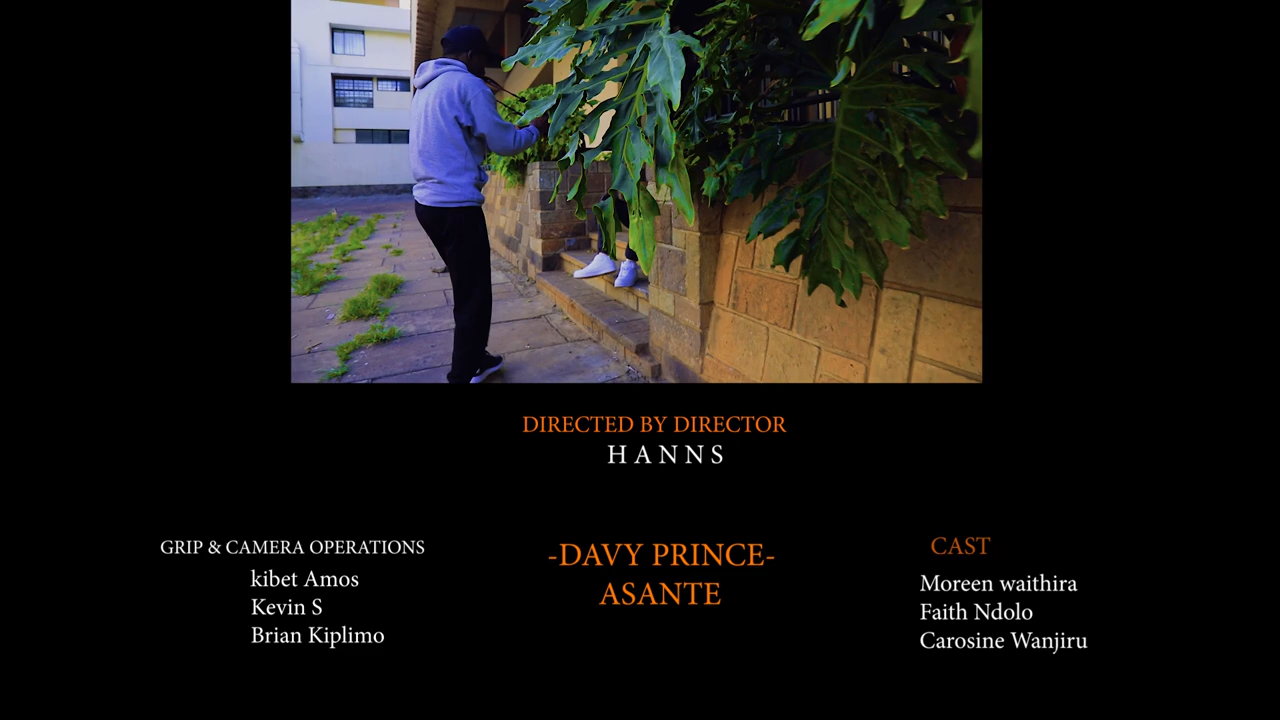 DIRECTED BY DIRECTOR
H A N N S
GRIP & CAMERA OPERATIONS
kibet Amos
Kevin S
Brian Kiplimo
-DAVY PRINCE-
ASANTE
CAST
Moreen waithira
Faith Ndolo
Carosine Wanjiru